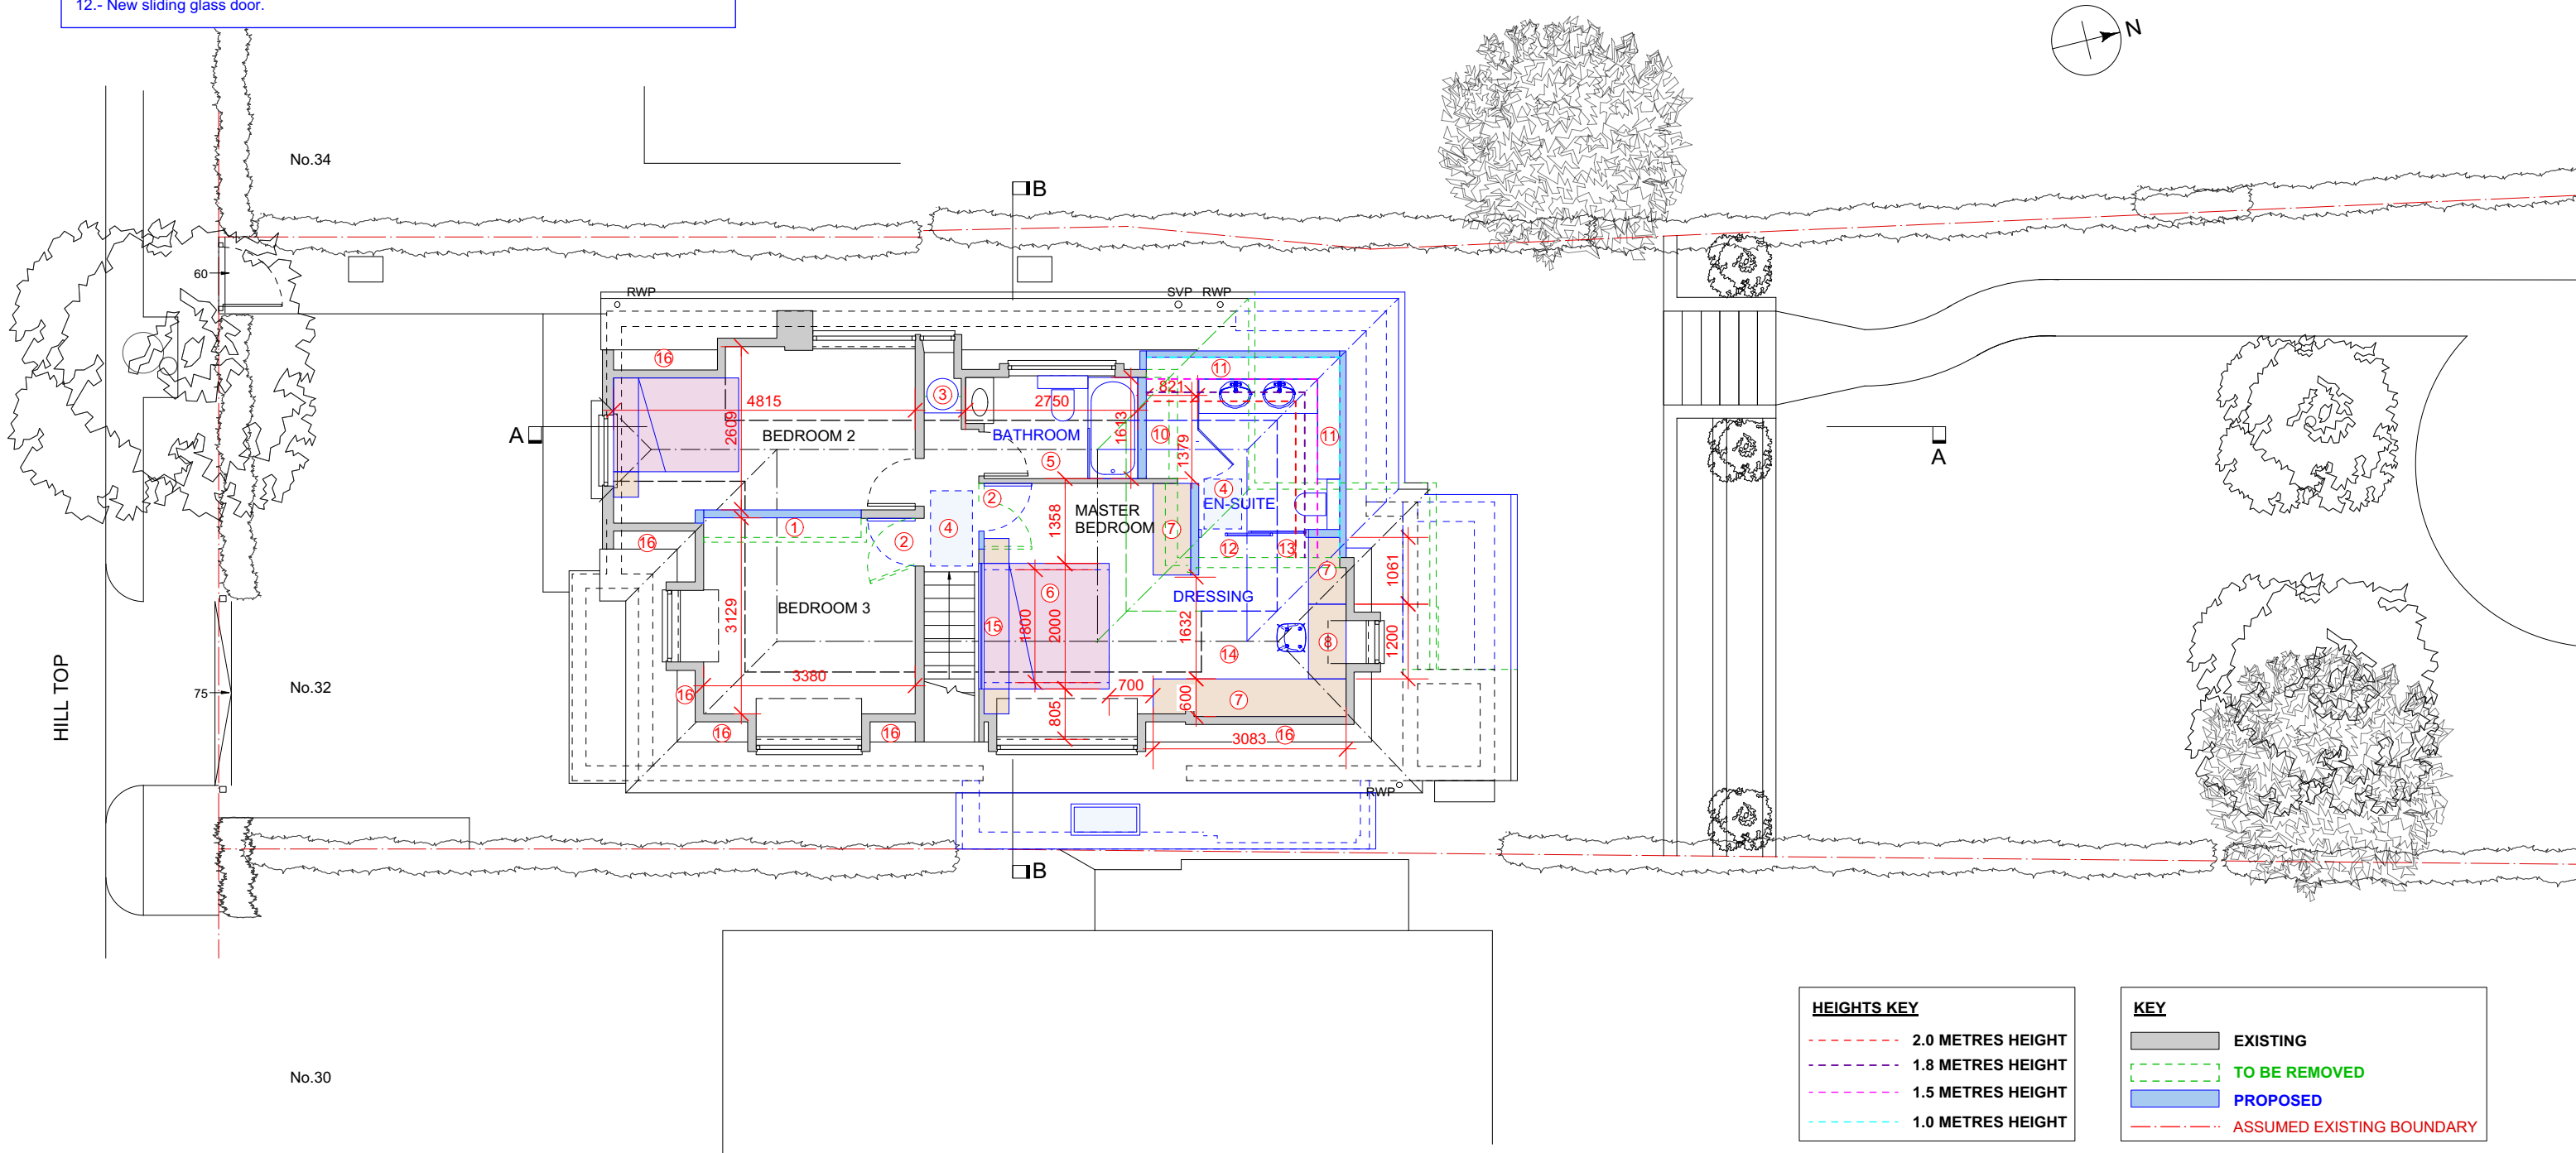 12.- New sliding glass door.
N
No.34
B
60
RWP
SVP
RWP
16
11
821
4815
3
2750
2609
BEDROOM 2
BATHROOM
1613
10
1379
11
A
A
5
4
2
EN-SUITE
MASTER
BEDROOM
1358
7
1
2
4
16
12
13
7
1061
6
DRESSING
BEDROOM 3
3129
15
1800
2000
1632
8
1200
14
HILL TOP
No.32
75
3380
16
700
600
7
805
16
16
16
3083
RWP
B
No.30
HEIGHTS KEY
2.0 METRES HEIGHT
1.8 METRES HEIGHT
1.5 METRES HEIGHT
1.0 METRES HEIGHT
KEY
EXISTING
TO BE REMOVED
PROPOSED
ASSUMED EXISTING BOUNDARY